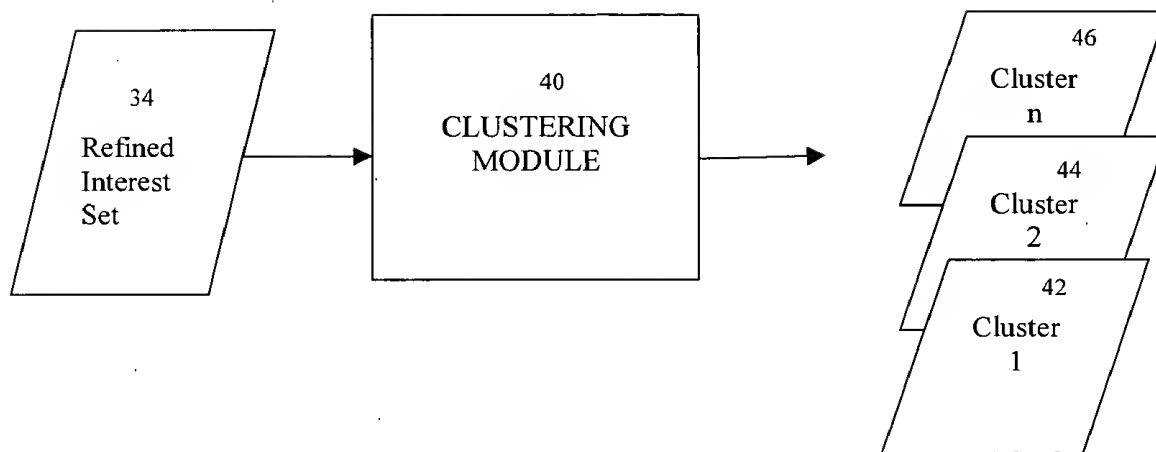 34
Refined
Interest
Set
40
CLUSTERING
MODULE
46
Cluster
n
44
Cluster
2
42
Cluster
1